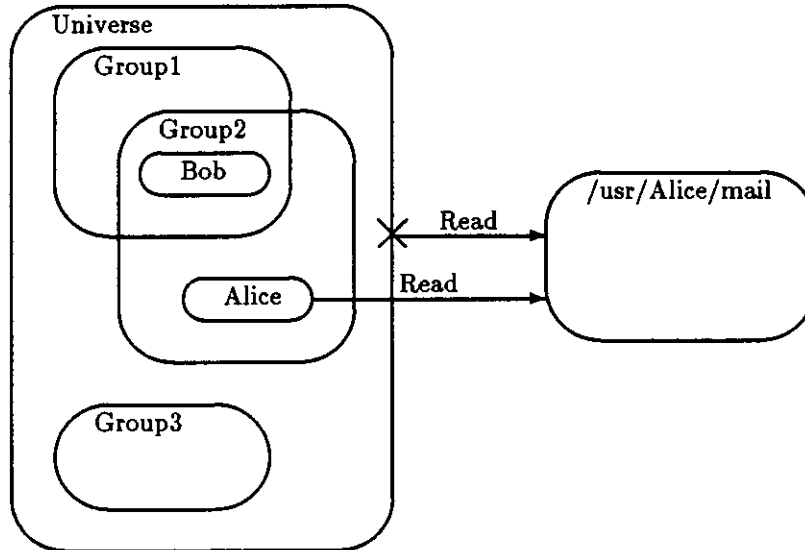 Universe
Group1
Group2
Bob
/usr/Alice/mail
Read
Alice
Read
Group3